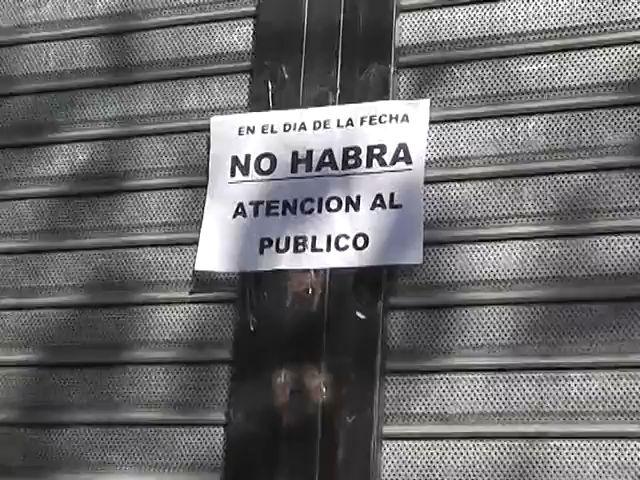 EN EL DIA DE LA FECHA
NO HABRA
ATENCION AL
PUBLICO